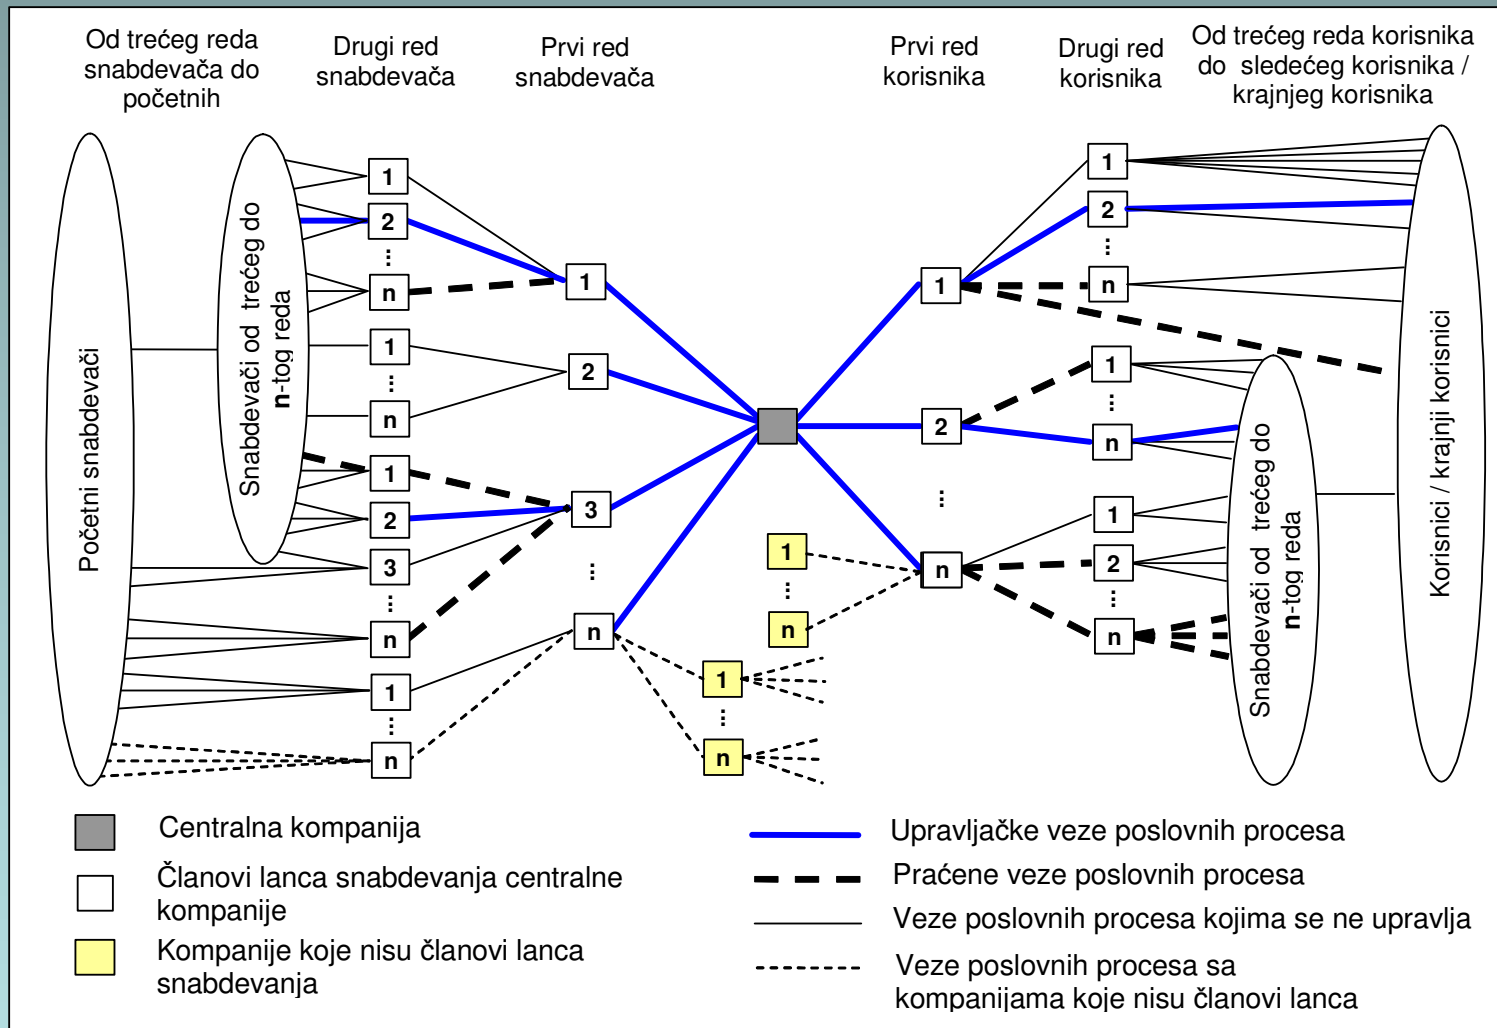 Od trećeg reda
snabdevača do
početnih
Drugi red
snabdevača
Prvi red
snabdevača
Prvi red
korisnika
Drugi red
korisnika
Od trećeg reda korisnika
do sledećeg korisnika /
krajnjeg korisnika
Početni snabdevači
Snabdevači od trećeg do
n-tog reda
1
2
n
1
n
1
2
3
n
1
n
1
2
3
n
1
n
1
n
1
2
n
1
2
n
1
n
1
2
n
Snabdevači od trećeg do
n-tog reda
Korisnici / krajnji korisnici
Centralna kompanija
Članovi lanca snabdevanja centralne
kompanije
Kompanije koje nisu članovi lanca
snabdevanja
Upravljačke veze poslovnih procesa
Praćene veze poslovnih procesa
Veze poslovnih procesa kojima se ne upravlja
Veze poslovnih procesa sa
kompanijama koje nisu članovi lanca